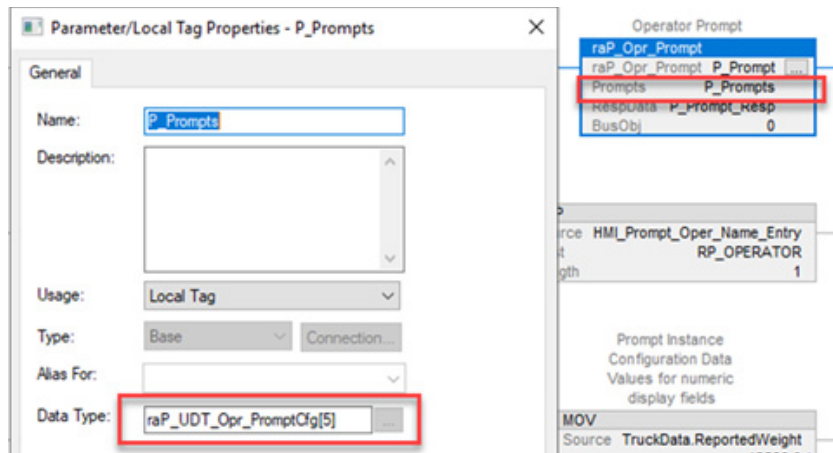 Parameter/Local Tag Properties - P_Prompts
General
Name: P_Prompts
Description:
Usage: Local Tag
Type: Base Connection...
Alias For:
Data Type: raP_UDT_Opr_PromptCfg[5] ...
Operator Prompt
raP_Opr_Prompt
raP_Opr_Prompt P_Prompt ...
Prompts P_Prompts
RespData P_Prompt_Resp
BusObj 0
HMI_Prompt_Oper_Name_Entry
RP_OPERATOR
1
Prompt Instance
Configuration Data
Values for numeric
display fields
MOV
Source TruckData.ReportedWeight